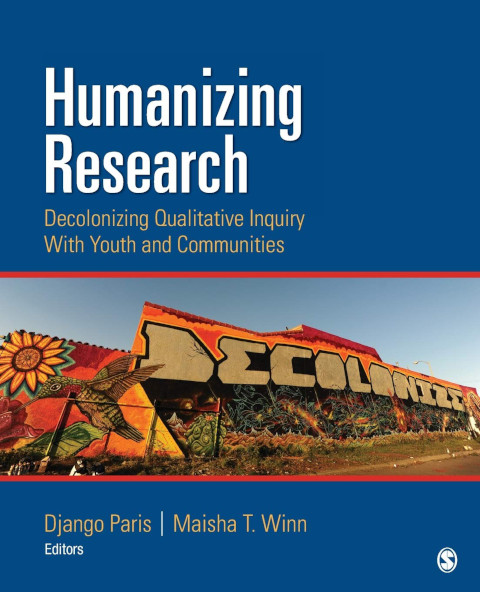 Humanizing
Research
Decolonizing Qualitative Inquiry
With Youth and Communities
DECOLONIZE
Django Paris | Maisha T. Winn
Editors
S